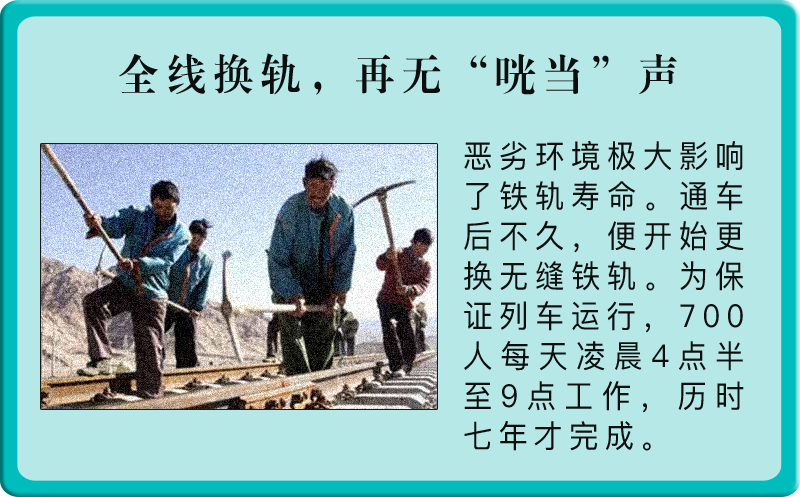 全线换轨，再无“咣当”声
恶劣环境极大影响
了铁轨寿命。通车
后不久，便开始更
换无缝铁轨。为保
证列车运行，700
人每天凌晨4点半
至9点工作，历时
七年才完成。